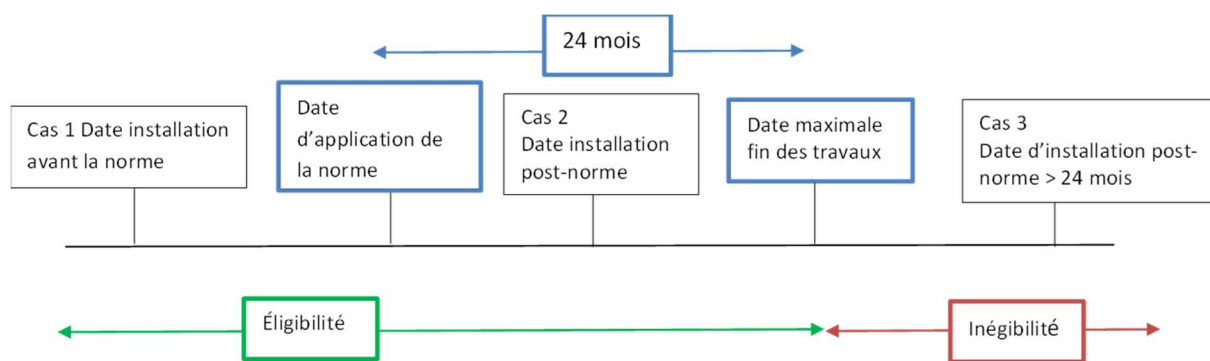 24 mois
Cas 1 Date installation
avant la norme
Date
d’application de
la norme
Cas 2
Date installation
post-norme
Date maximale
fin des travaux
Cas 3
Date d’installation post-
norme > 24 mois
Éligibilité
Inégibilité